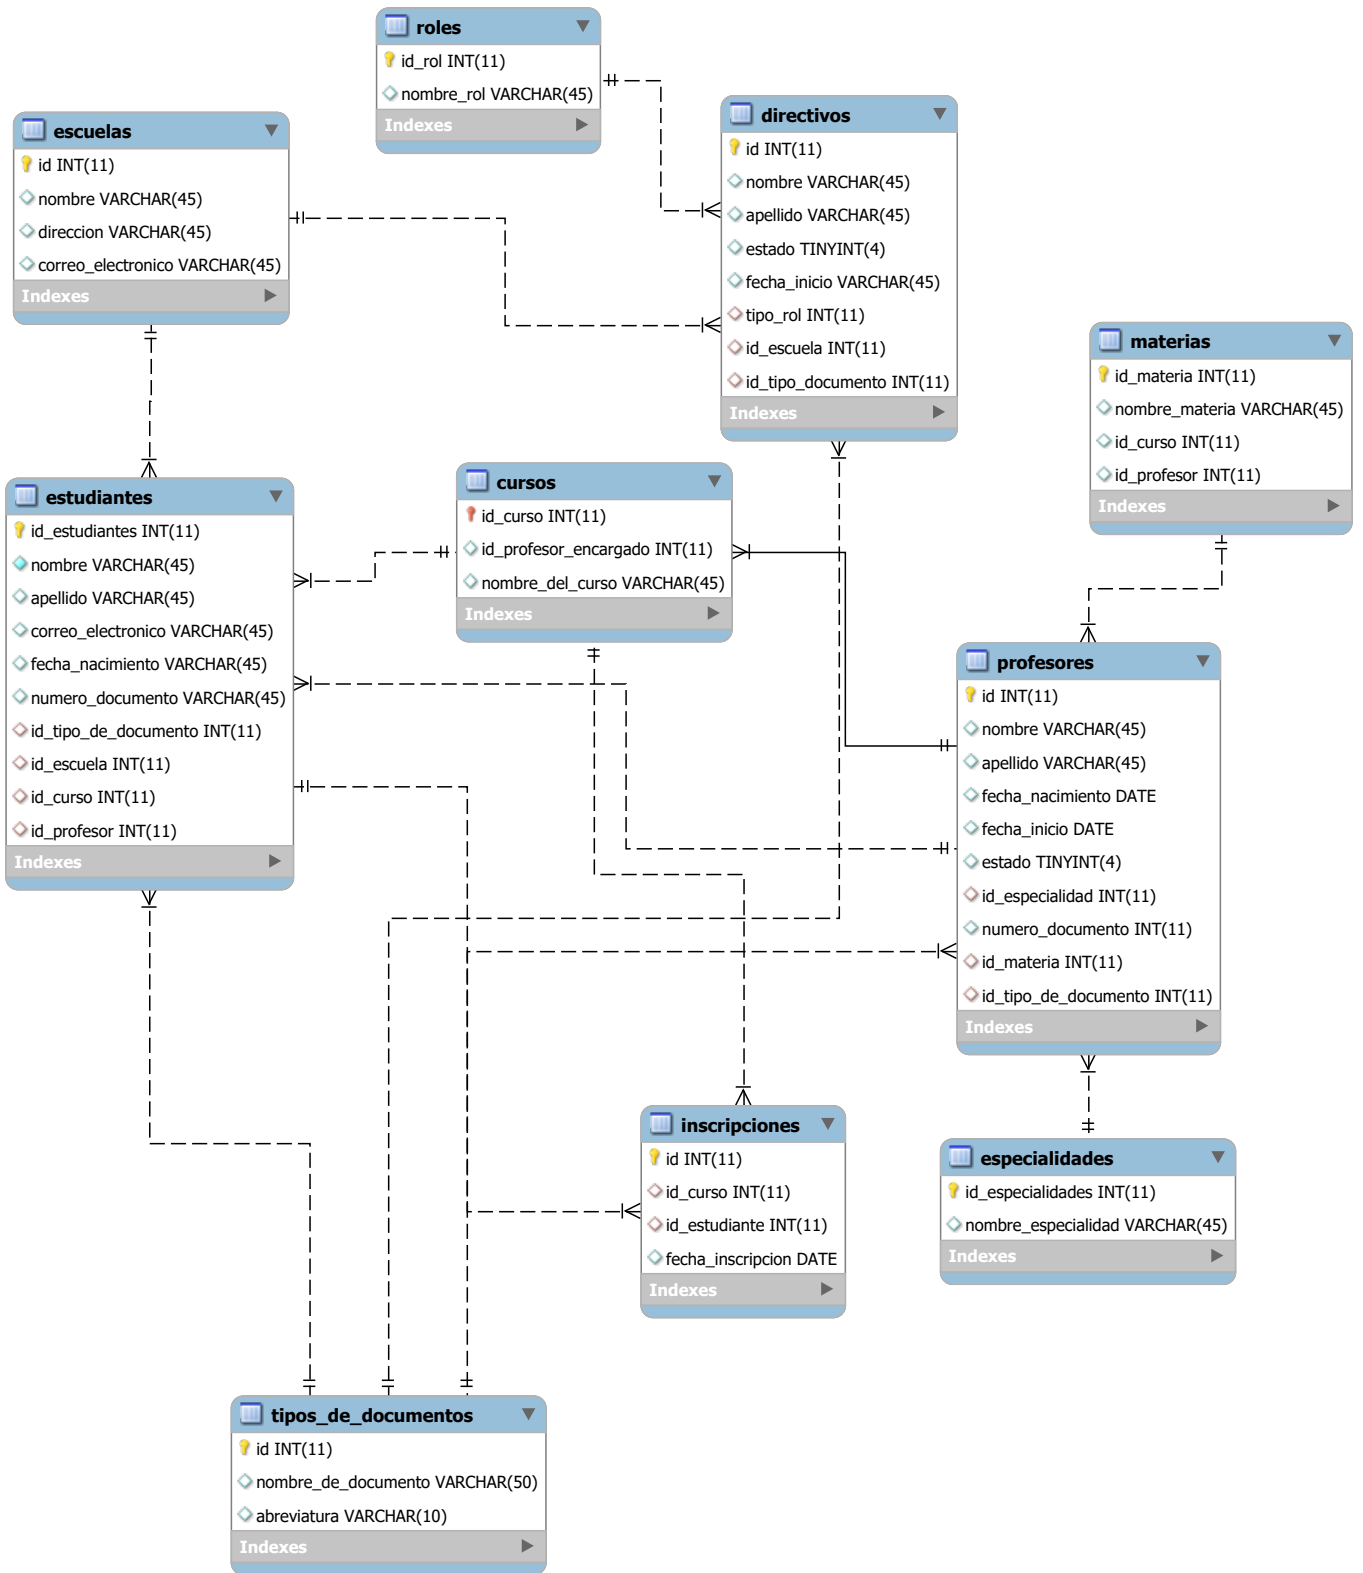 roles
id_rol INT(11)
nombre_rol VARCHAR(45)
Indexes
escuelas
id INT(11)
nombre VARCHAR(45)
direccion VARCHAR(45)
correo_electronico VARCHAR(45)
Indexes
directivos
id INT(11)
nombre VARCHAR(45)
apellido VARCHAR(45)
estado TINYINT(4)
fecha_inicio VARCHAR(45)
tipo_rol INT(11)
id_escuela INT(11)
id_tipo_documento INT(11)
Indexes
materias
id_materia INT(11)
nombre_materia VARCHAR(45)
id_curso INT(11)
id_profesor INT(11)
Indexes
estudiantes
id_estudiantes INT(11)
nombre VARCHAR(45)
apellido VARCHAR(45)
correo_electronico VARCHAR(45)
fecha_nacimiento VARCHAR(45)
numero_documento VARCHAR(45)
id_tipo_de_documento INT(11)
id_escuela INT(11)
id_curso INT(11)
id_profesor INT(11)
Indexes
cursos
id_curso INT(11)
id_profesor_encargado INT(11)
nombre_del_curso VARCHAR(45)
Indexes
profesores
id INT(11)
nombre VARCHAR(45)
apellido VARCHAR(45)
fecha_nacimiento DATE
fecha_inicio DATE
estado TINYINT(4)
id_especialidad INT(11)
numero_documento INT(11)
id_materia INT(11)
id_tipo_de_documento INT(11)
Indexes
inscripciones
id INT(11)
id_curso INT(11)
id_estudiante INT(11)
fecha_inscripcion DATE
Indexes
especialidades
id_especialidades INT(11)
nombre_especialidad VARCHAR(45)
Indexes
tipos_de_documentos
id INT(11)
nombre_de_documento VARCHAR(50)
abreviatura VARCHAR(10)
Indexes